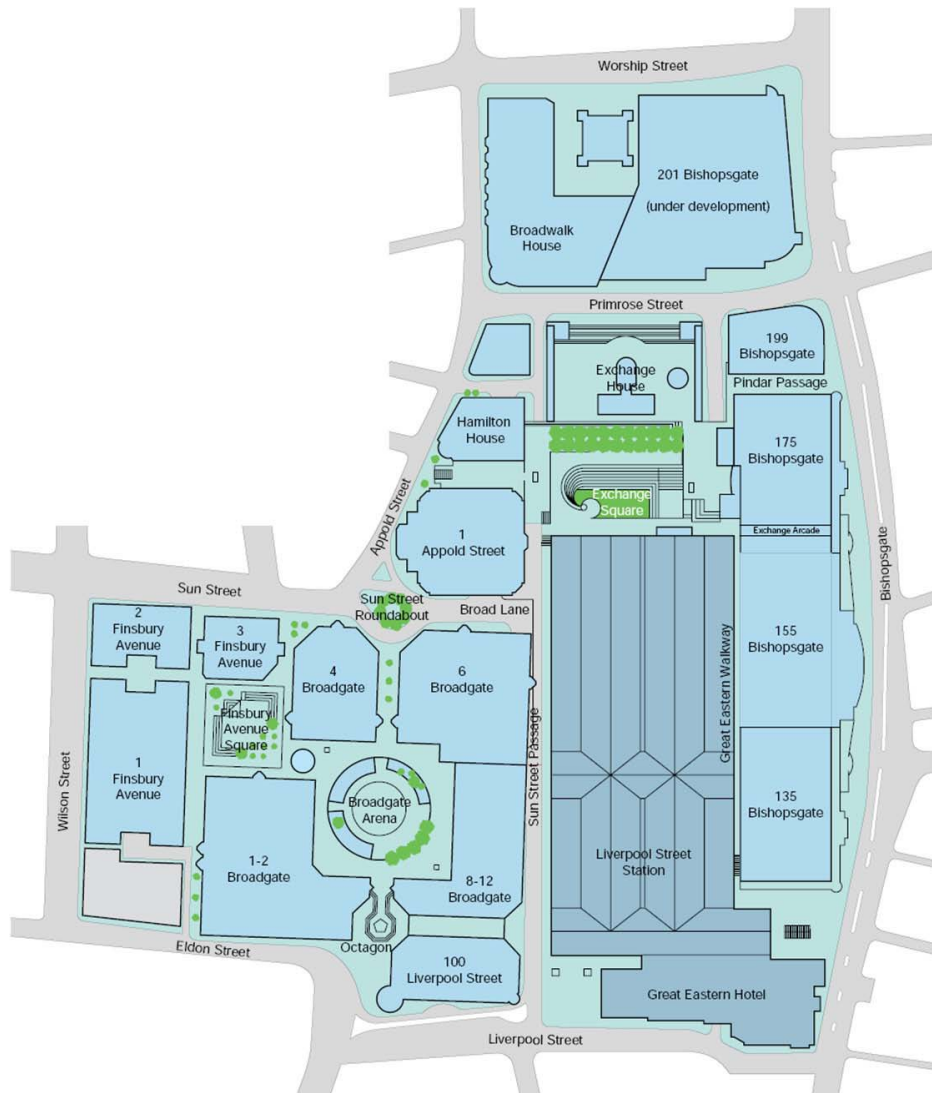 Worship Street
201 Bishopsgate
(under development)
Broadwalk
House
Primrose Street
199
Bishopsgate
Exchange
House
Pindar Passage
Hamilton
House
175
Bishopsgate
Exchange
Square
Appold Street
1
Appold Street
Exchange Arcade
Bishopsgate
Sun Street
Sun Street
Roundabout
Broad Lane
2
Finsbury
Avenue
3
Finsbury
Avenue
4
Broadgate
6
Broadgate
155
Bishopsgate
Great Eastern Walkway
Finsbury
Avenue
Square
Sun Street Passage
Wilson Street
1
Finsbury
Avenue
Broadgate
Arena
135
Bishopsgate
1-2
Broadgate
8-12
Broadgate
Liverpool Street
Station
Eldon Street
Octagon
100
Liverpool Street
Great Eastern Hotel
Liverpool Street